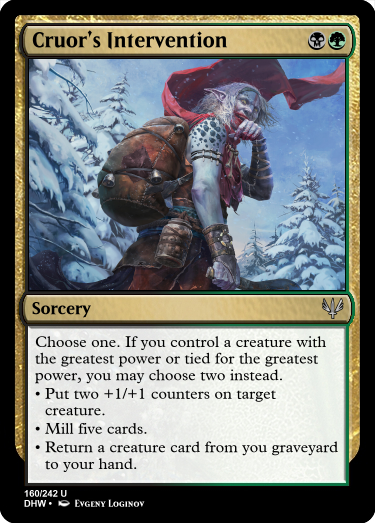 Cruor's Intervention
Sorcery
Choose one. If you control a creature with
the greatest power or tied for the greatest
power, you may choose two instead.
• Put two +1/+1 counters on target
creature.
• Mill five cards.
• Return a creature card from you graveyard
to your hand.
160/242 U
DHW • Evgeny Loginov